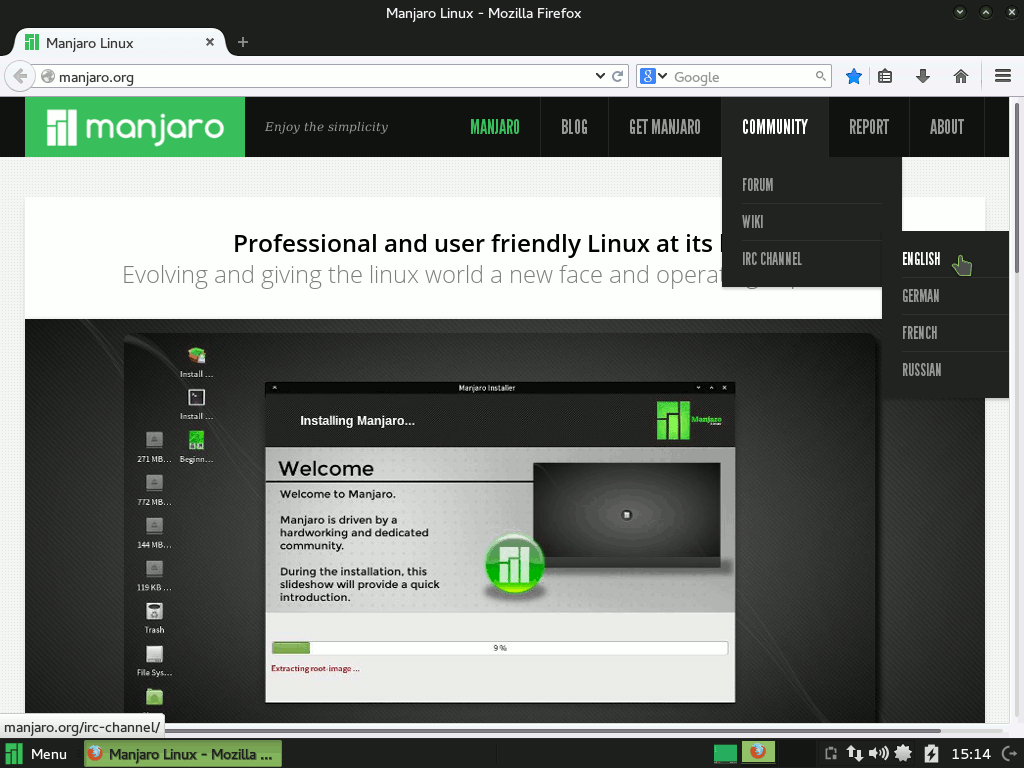 Manjaro Linux - Mozilla Firefox
Manjaro Linux
manjaro.org
Google
manjaro
Enjoy the simplicity
MANJARO
BLOG
GET MANJARO
COMMUNITY
REPORT
ABOUT
FORUM
WIKI
IRC CHANNEL
ENGLISH
GERMAN
FRENCH
RUSSIAN
Professional and user friendly Linux at its
Evolving and giving the linux world a new face and
Install ...
Install ...
271 MB...
Beginn...
772 MB...
144 MB...
119 KB ...
Trash
File Sys...
Manjaro Installer
Installing Manjaro...
Manjaro
Welcome
Welcome to Manjaro.
Manjaro is driven by a
hardworking and dedicated
community.
During the installation, this
slideshow will provide a quick
introduction.
9 %
Extracting root-image ...
manjaro.org/irc-channel/
Menu
Manjaro Linux - Mozilla ...
15:14